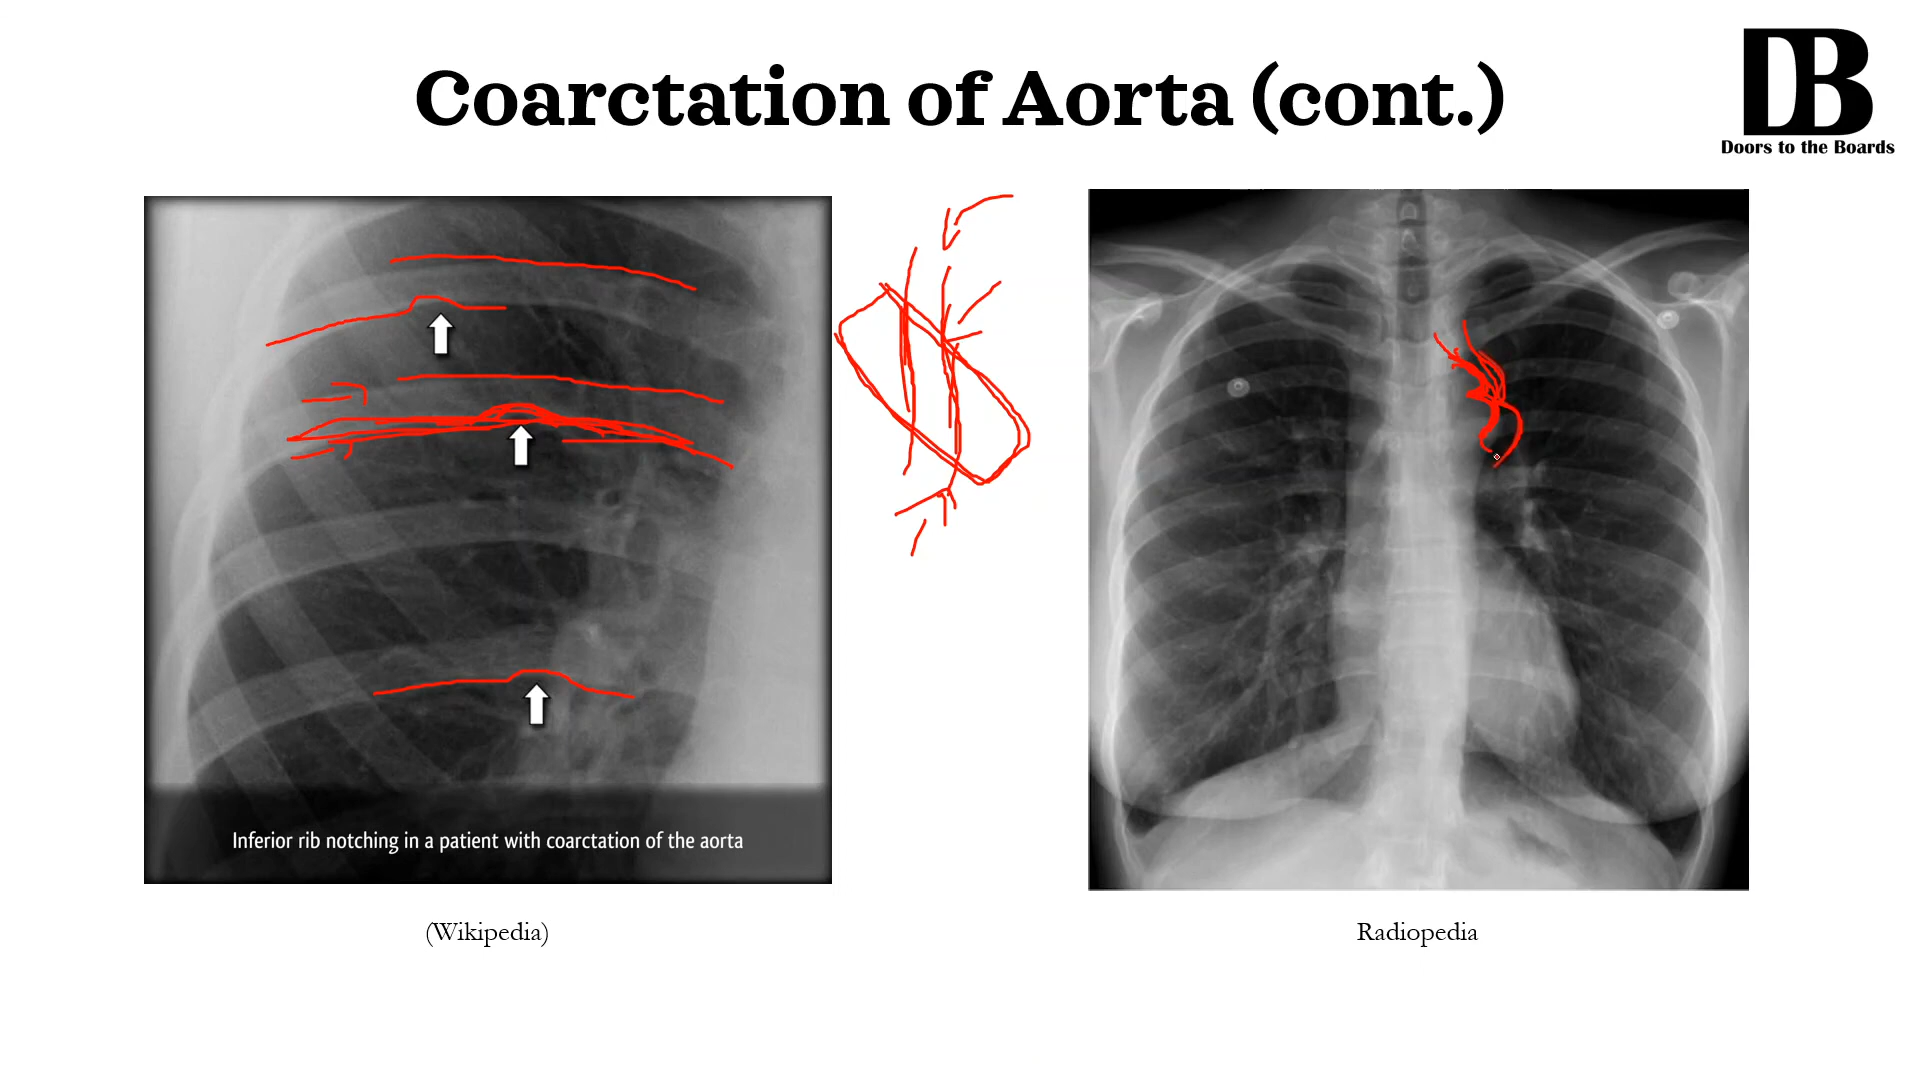 Coarctation of Aorta (cont.)
DB
Doors to the Boards
Inferior rib notching in a patient with coarctation of the aorta
(Wikipedia)
Radiopedia